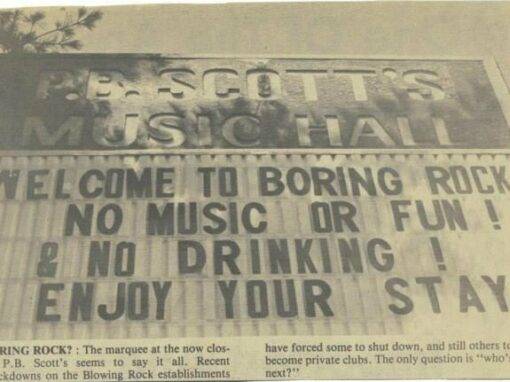 P.B. SCOTT'S
MUSIC HALL
WELCOME TO BORING ROCK
NO MUSIC OR FUN !
& NO DRINKING !
ENJOY YOUR STAY
RING ROCK? : The marquee at the now clos-
P.B. Scott's seems to say it all. Recent
ckdowns on the Blowing Rock establishments
have forced some to shut down, and still others to
become private clubs. The only question is "who's
next?"